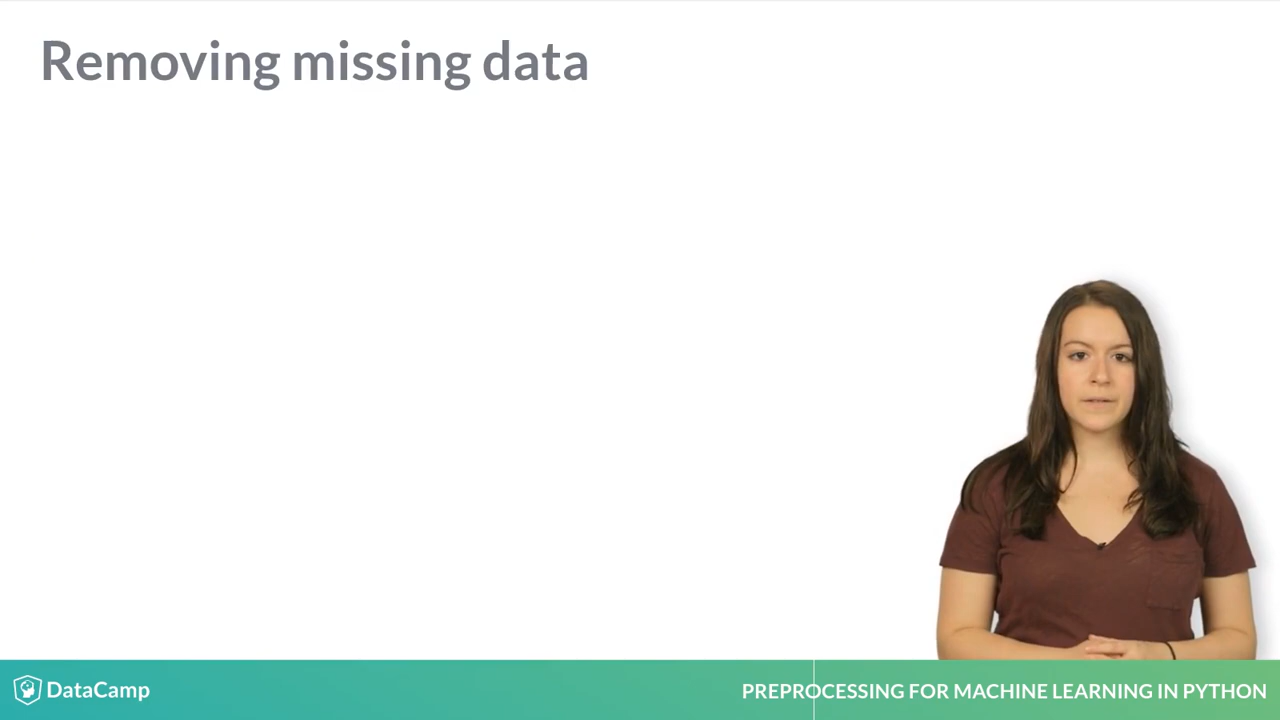 Removing missing data
DataCamp
PREPROCESSING FOR MACHINE LEARNING IN PYTHON